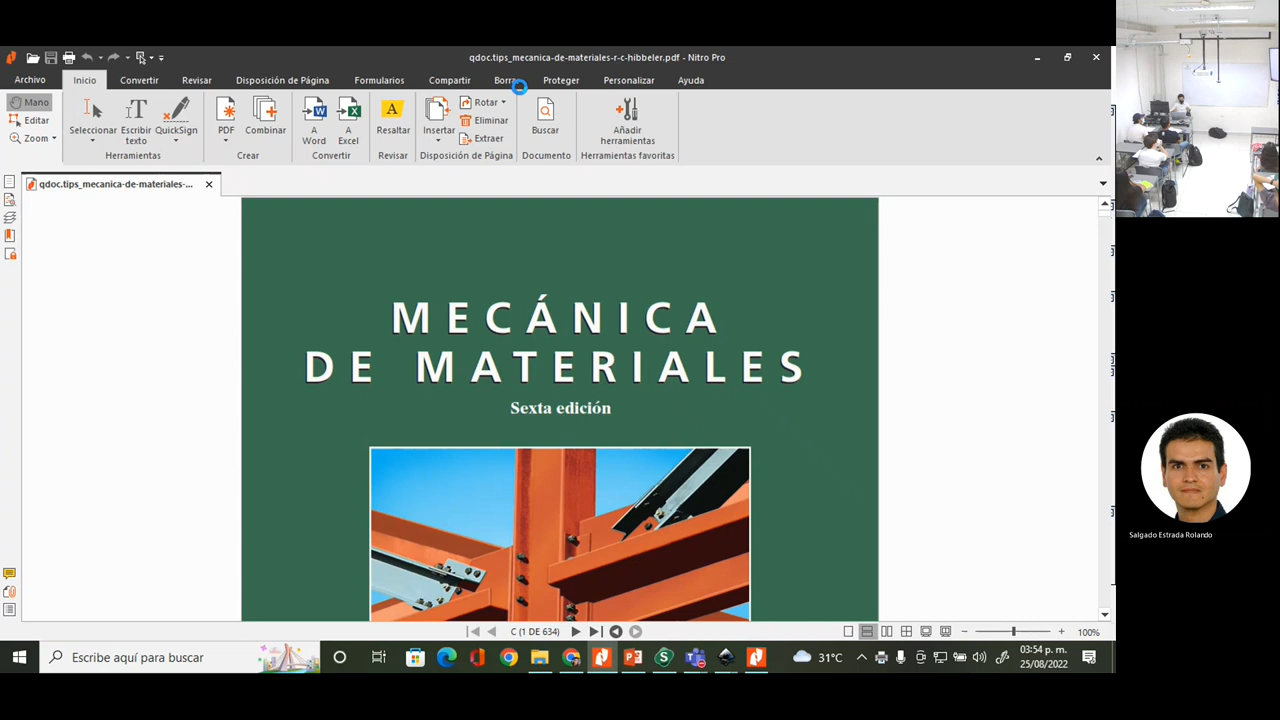 qdoc.tips_mecanica-de-materiales-r-c-hibbeler.pdf - Nitro Pro
Archivo Inicio Convertir Revisar Disposición de Página Formularios Compartir Borrar Proteger Personalizar Ayuda
Mano
Editar
Zoom
Seleccionar
Escribir texto
QuickSign
Herramientas
PDF
Combinar
Crear
A Word
A Excel
Convertir
Resaltar
Revisar
Insertar
Rotar
Eliminar
Extraer
Disposición de Página
Buscar
Documento
Añadir herramientas
Herramientas favoritas
qdoc.tips_mecanica-de-materiales-...
MECÁNICA
DE MATERIALES
Sexta edición
Salgado Estrada Rolando
C (1 DE 634)
100%
Escribe aquí para buscar
31°C
03:54 p. m.
25/08/2022